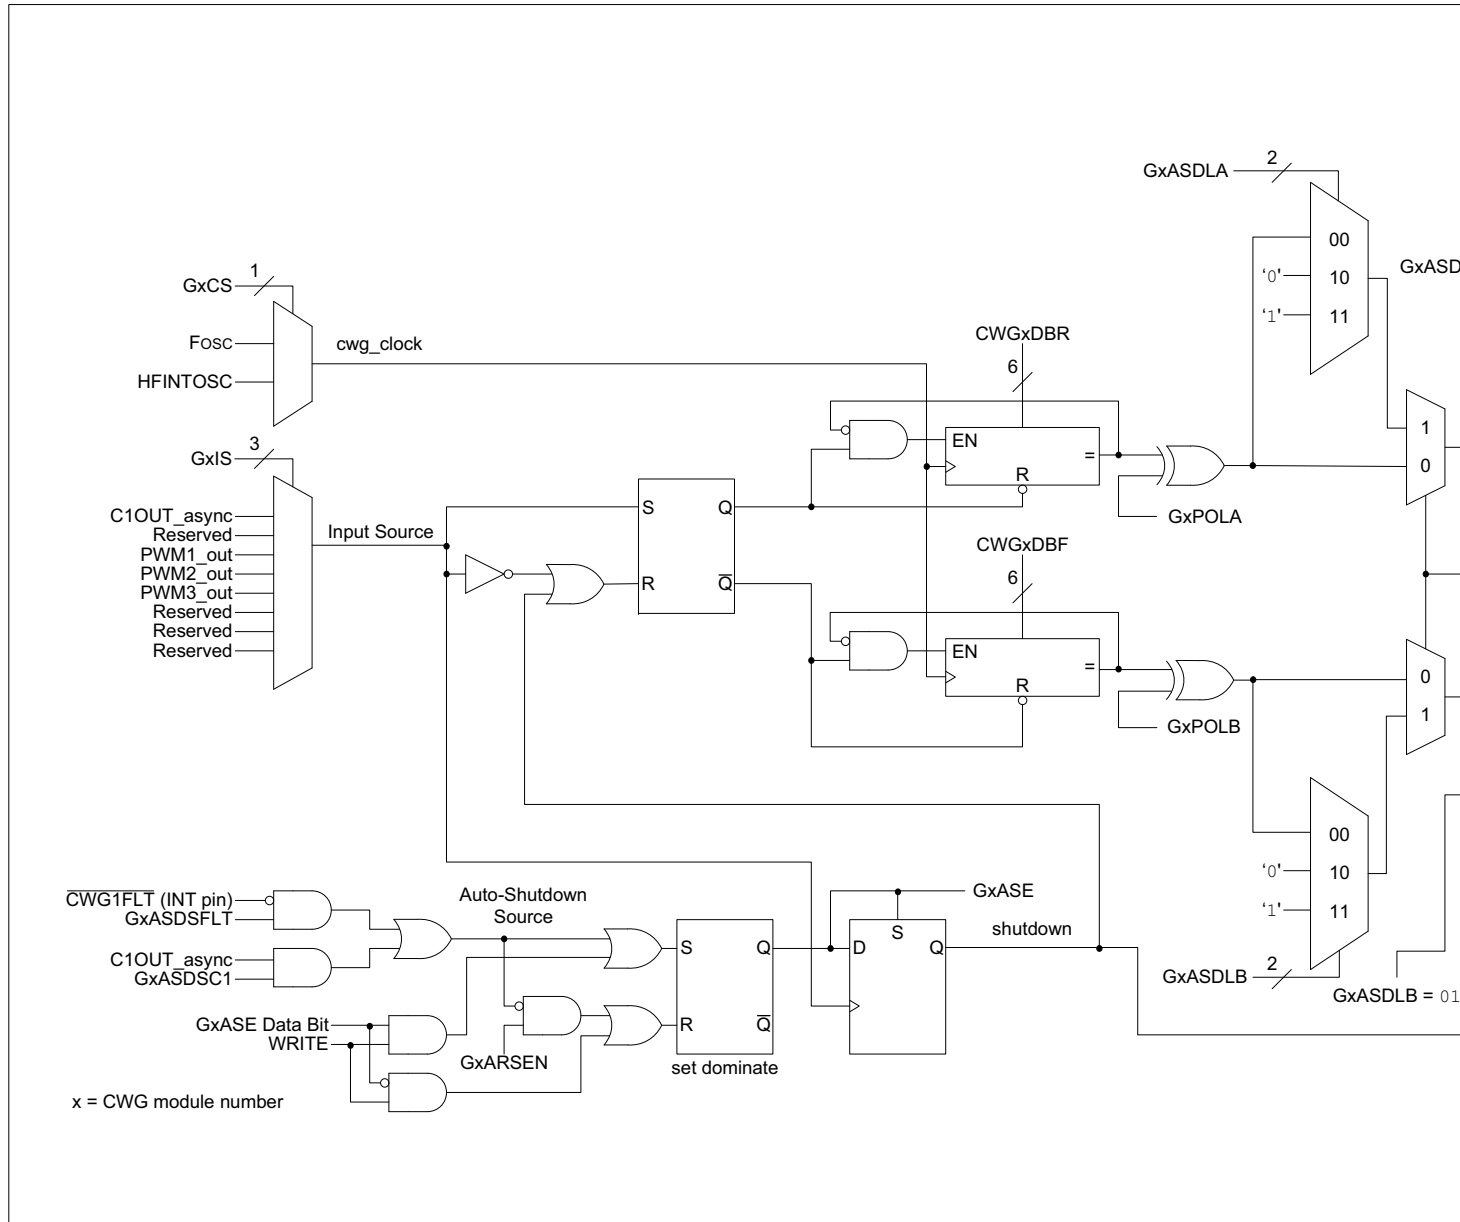 GxASDLA
2
00
GxASD
‘0’
10
‘1’
11
1
GxCS
Fosc
cwg_clock
HFINTOSC
CWGxDBR
6
EN
=
R
1
0
3
GxIS
C1OUT_async
Reserved
Input Source
PWM1_out
PWM2_out
PWM3_out
Reserved
Reserved
Reserved
S
Q
R
Q
GxPOLA
CWGxDBF
6
EN
=
R
0
1
GxPOLB
00
‘0’
10
‘1’
11
2
GxASDLB
GxASDLB = 01
CWG1FLT (INT pin)
GxASDSFLT
C1OUT_async
GxASDSC1
Auto-Shutdown
Source
GxASE
S
Q
D
S
Q
shutdown
GxASE Data Bit
WRITE
GxARSEN
R
Q
set dominate
x = CWG module number